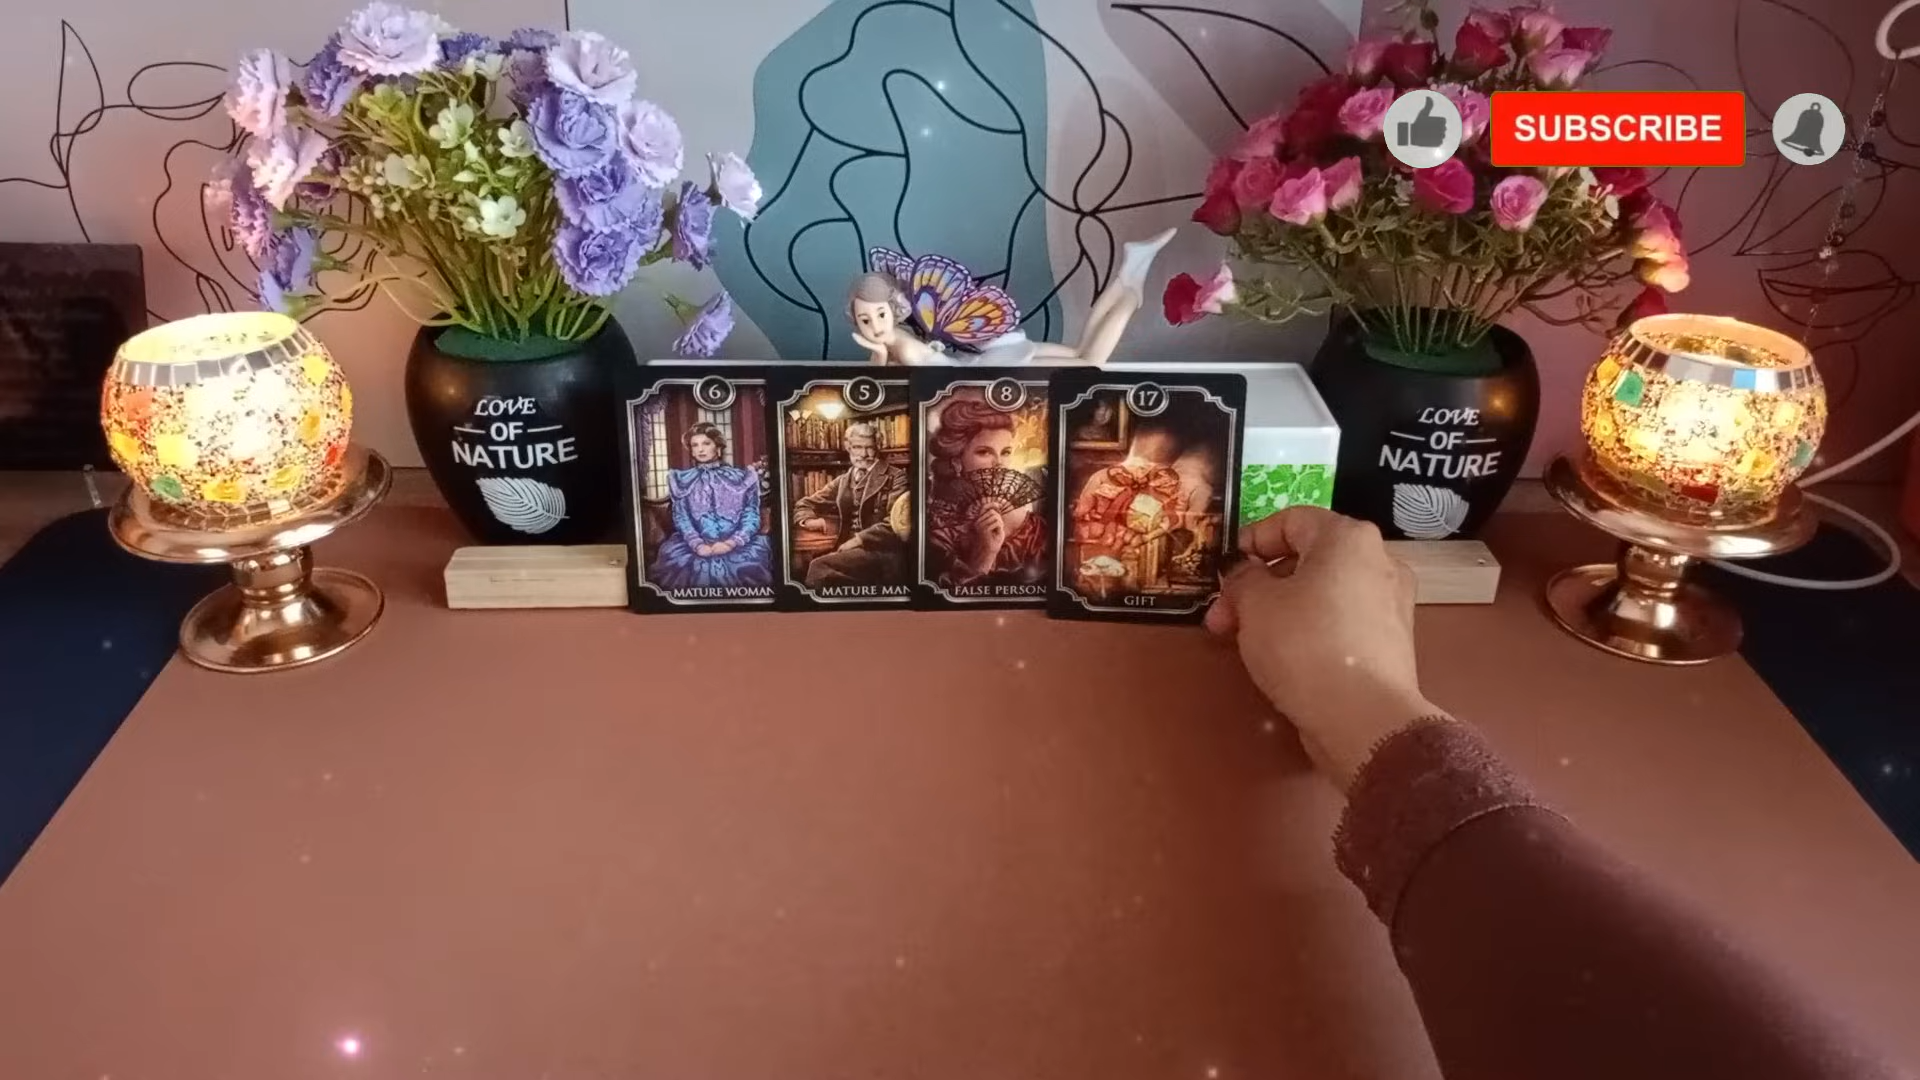 SUBSCRIBE
LOVE
OF
NATURE
LOVE
OF
NATURE
6
MATURE WOMAN
5
MATURE MAN
8
FALSE PERSON
17
GIFT